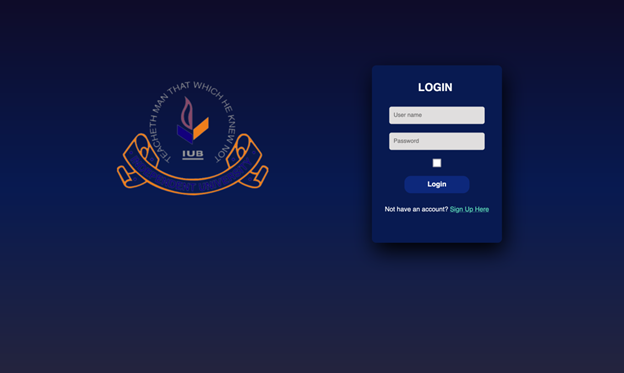 TEACHETH MAN THAT WHICH HE KNEW NOT
IUB
LOGIN
User name
Password
Login
Not have an account? Sign Up Here